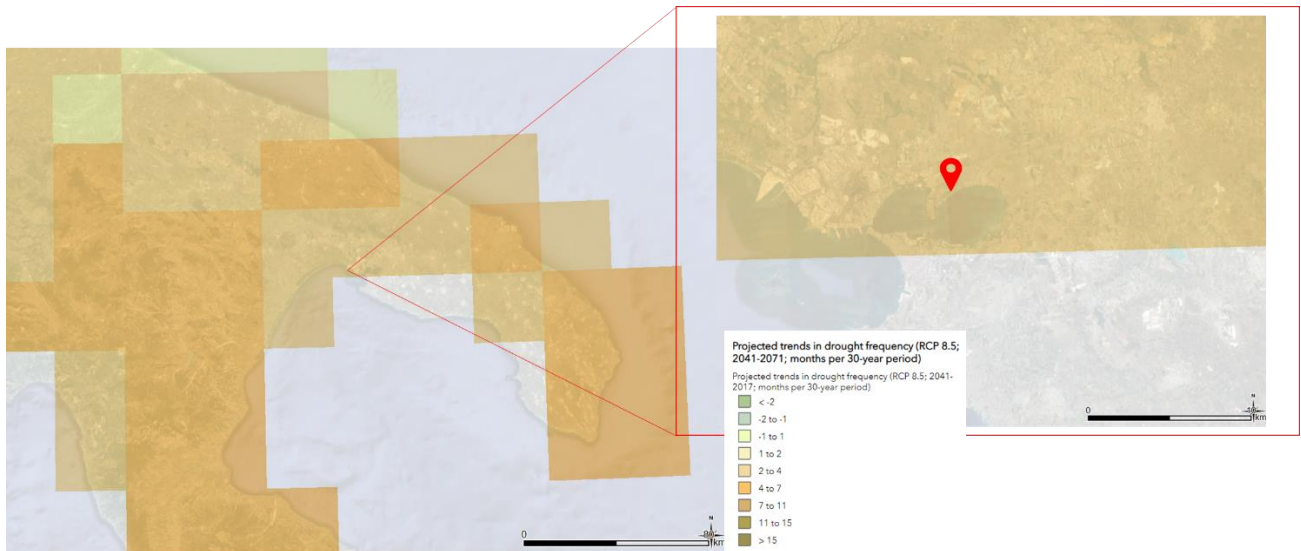 Projected trends in drought frequency (RCP 8.5;
2041-2071; months per 30-year period)
Projected trends in drought frequency (RCP 8.5; 2041-
2017; months per 30-year period)
< -2
-2 to -1
-1 to 1
1 to 2
2 to 4
4 to 7
7 to 11
11 to 15
> 15
0
N
km
0
N
km